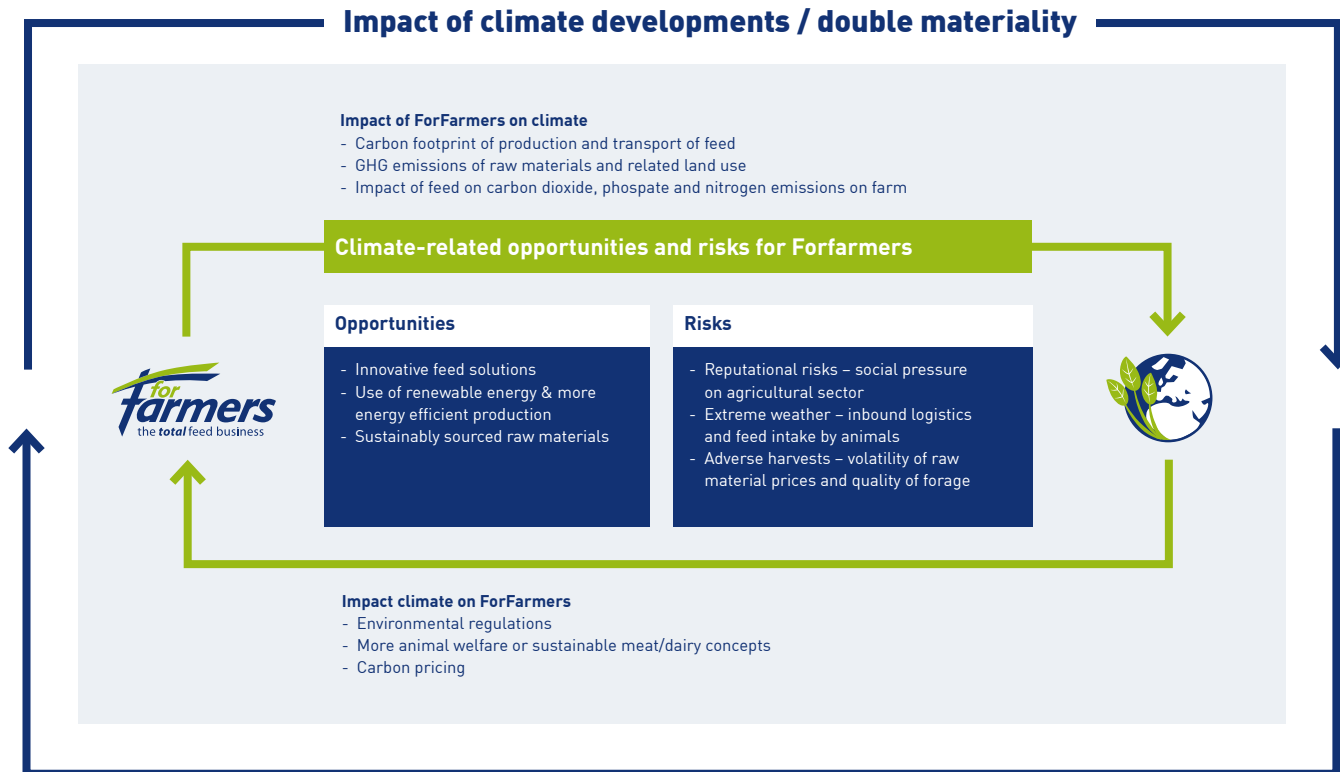 Impact of climate developments / double materiality
Impact of ForFarmers on climate
- Carbon footprint of production and transport of feed
- GHG emissions of raw materials and related land use
- Impact of feed on carbon dioxide, phospate and nitrogen emissions on farm
Climate-related opportunities and risks for Forfarmers
Opportunities
- Innovative feed solutions
- Use of renewable energy & more
energy efficient production
- Sustainably sourced raw materials
Risks
- Reputational risks – social pressure
on agricultural sector
- Extreme weather – inbound logistics
and feed intake by animals
- Adverse harvests – volatility of raw
material prices and quality of forage
for
farmers
the total feed business
Impact climate on ForFarmers
- Environmental regulations
- More animal welfare or sustainable meat/dairy concepts
- Carbon pricing